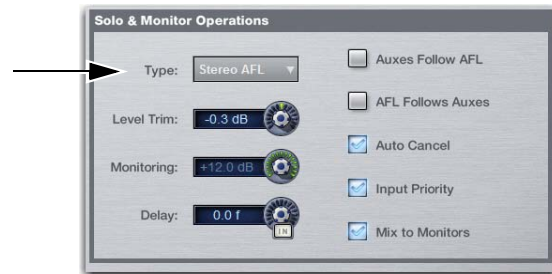 Solo & Monitor Operations
Type: Stereo AFL
Level Trim: -0.3 dB
Monitoring: +12.0 dB
Delay: 0.0 f
IN
Auxes Follow AFL
AFL Follows Auxes
Auto Cancel
Input Priority
Mix to Monitors